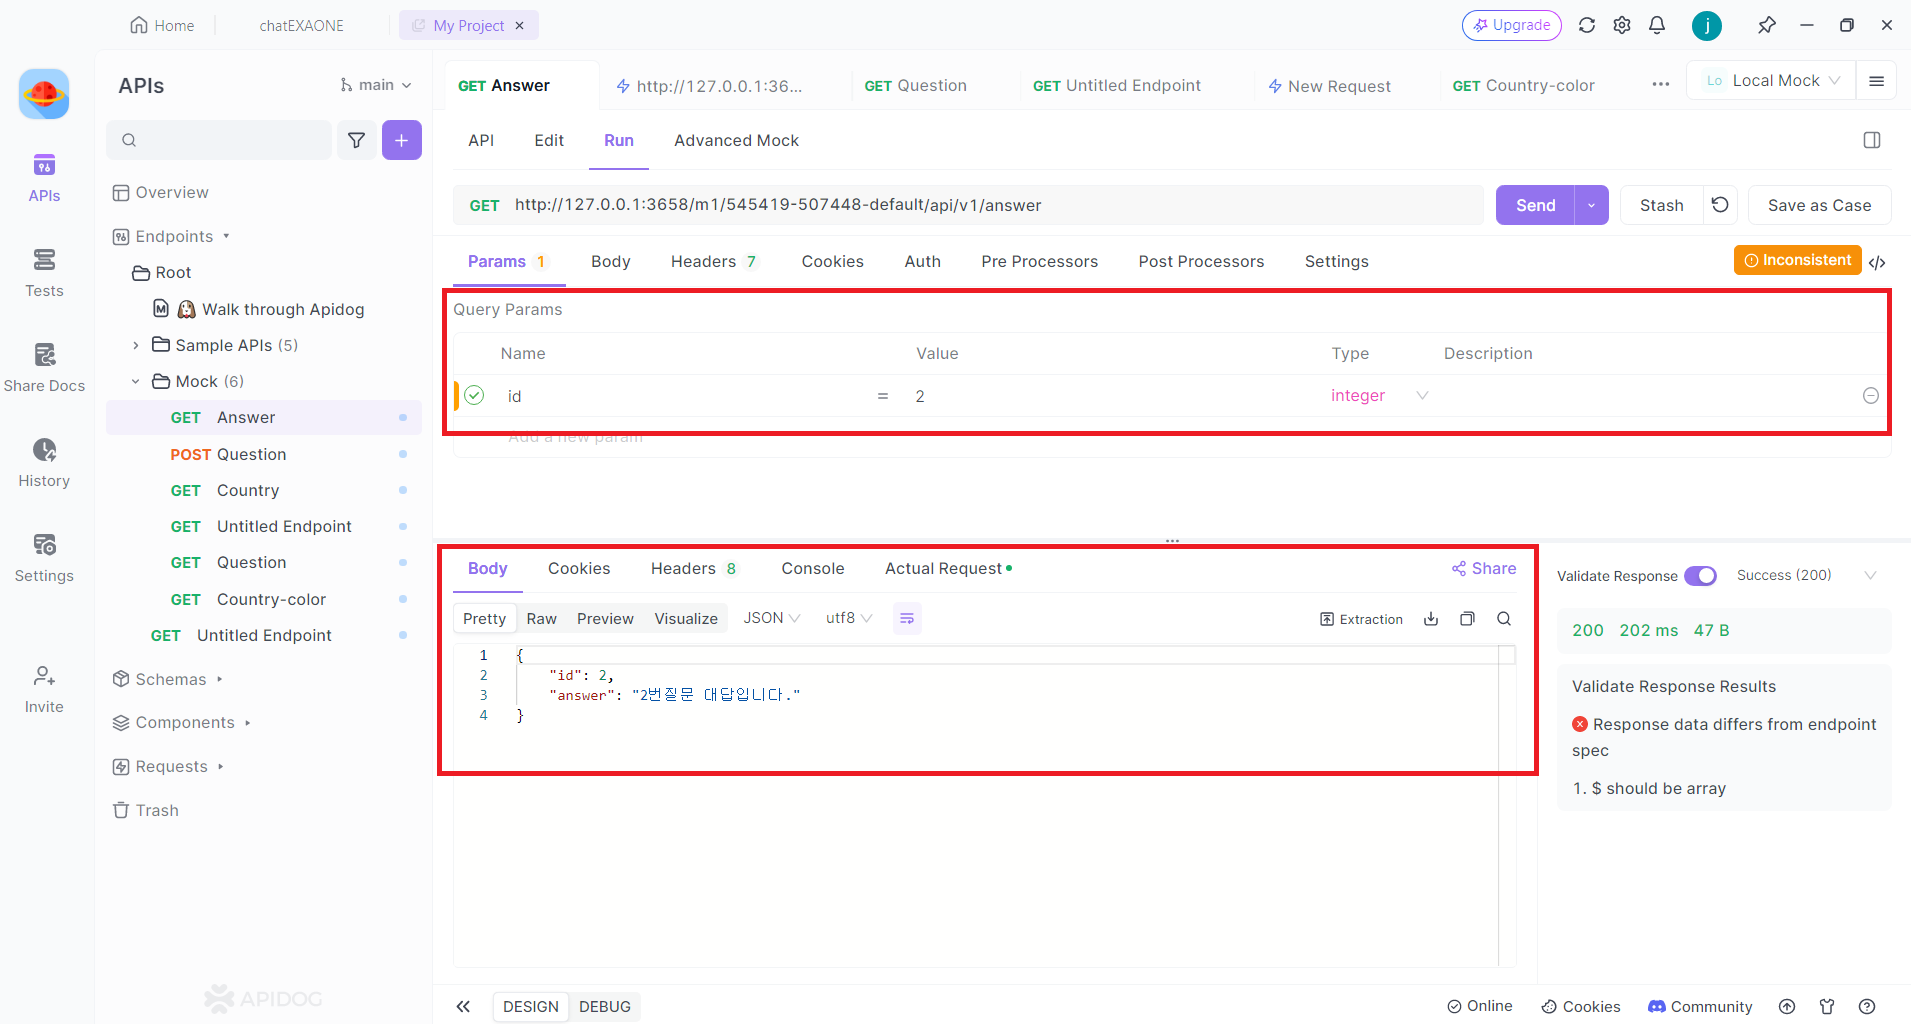 Home
chatEXAONE
My Project
Upgrade
j
APIs
main
GET Answer
http://127.0.0.1:36...
GET Question
GET Untitled Endpoint
New Request
GET Country-color
Lo Local Mock
API Edit Run Advanced Mock
APIs
Tests
Share Docs
History
Settings
Invite
Overview
Endpoints
Root
Walk through Apidog
Sample APIs (5)
Mock (6)
GET Answer
POST Question
GET Country
GET Untitled Endpoint
GET Question
GET Country-color
GET Untitled Endpoint
Schemas
Components
Requests
Trash
APIDOG
GET http://127.0.0.1:3658/m1/545419-507448-default/api/v1/answer
Send
Stash
Save as Case
Params 1 Body Headers 7 Cookies Auth Pre Processors Post Processors Settings
Inconsistent
Query Params
Name Value Type Description
id = 2 integer
Add a new param
Body Cookies Headers 8 Console Actual Request
Share
Pretty Raw Preview Visualize JSON utf8
Extraction
1 {
2 "id": 2,
3 "answer": "2번질문 대답입니다."
4 }
Validate Response Success (200)
200 202 ms 47 B
Validate Response Results
Response data differs from endpoint
spec
1. $ should be array
DESIGN DEBUG
Online Cookies Community